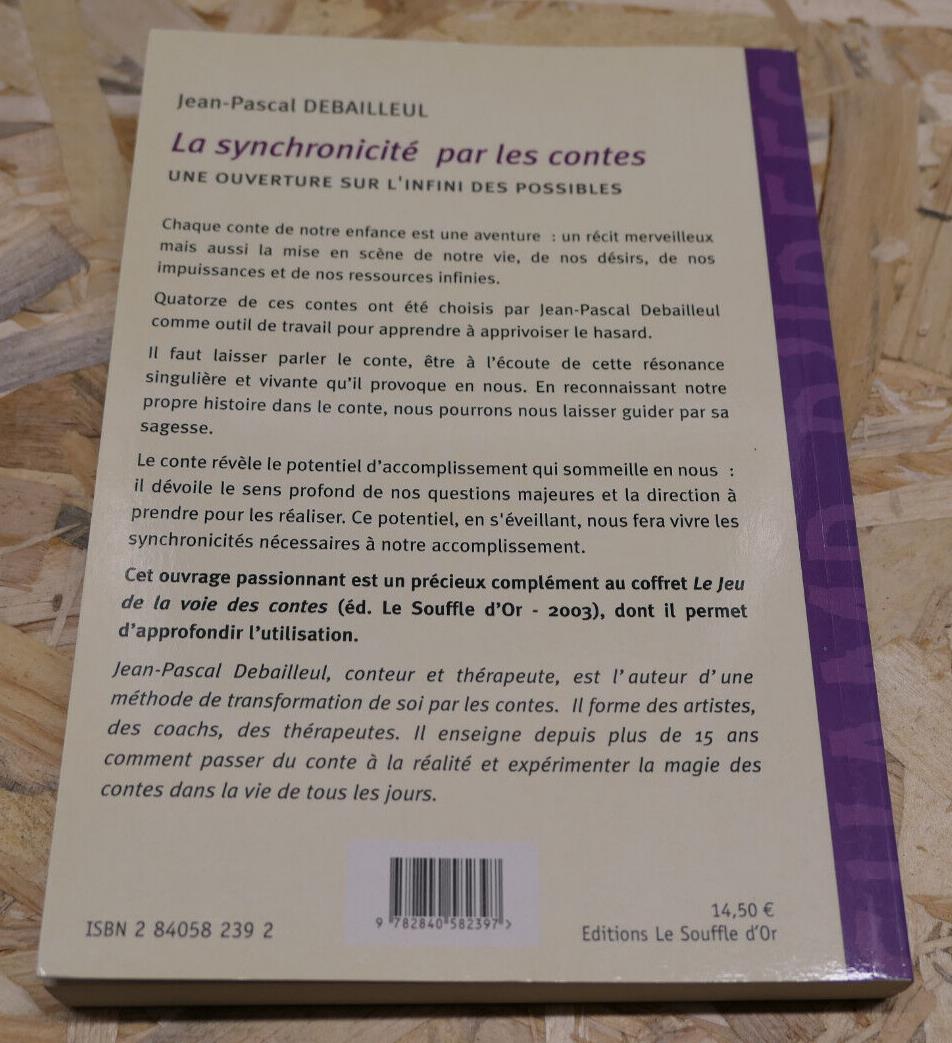 Jean-Pascal DEBAILLEUL
La synchronicité par les contes
UNE OUVERTURE SUR L'INFINI DES POSSIBLES
Chaque conte de notre enfance est une aventure : un récit merveilleux
mais aussi la mise en scène de notre vie, de nos désirs, de nos
impuissances et de nos ressources infinies.
Quatorze de ces contes ont été choisis par Jean-Pascal Debailleul
comme outil de travail pour apprendre à apprivoiser le hasard.
Il faut laisser parler le conte, être à l'écoute de cette résonance
singulière et vivante qu'il provoque en nous. En reconnaissant notre
propre histoire dans le conte, nous pourrons nous laisser guider par sa
sagesse.
Le conte révèle le potentiel d'accomplissement qui sommeille en nous :
il dévoile le sens profond de nos questions majeures et la direction à
prendre pour les réaliser. Ce potentiel, en s'éveillant, nous fera vivre les
synchronicités nécessaires à notre accomplissement.
Cet ouvrage passionnant est un précieux complément au coffret Le Jeu
de la voie des contes (éd. Le Souffle d'Or - 2003), dont il permet
d'approfondir l'utilisation.
Jean-Pascal Debailleul, conteur et thérapeute, est l'auteur d'une
méthode de transformation de soi par les contes. Il forme des artistes,
des coachs, des thérapeutes. Il enseigne depuis plus de 15 ans
comment passer du conte à la réalité et expérimenter la magie des
contes dans la vie de tous les jours.
ISBN 2 84058 239 2
9 782840 582397 >
14,50 €
Editions Le Souffle d'Or